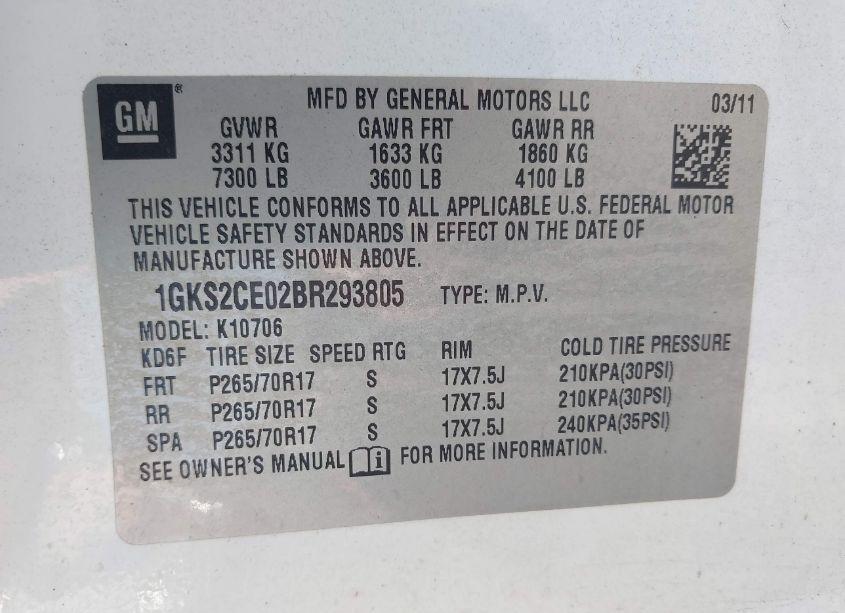 GM® MFD BY GENERAL MOTORS LLC 03/11
GVWR GAWR FRT GAWR RR
3311 KG 1633 KG 1860 KG
7300 LB 3600 LB 4100 LB
THIS VEHICLE CONFORMS TO ALL APPLICABLE U.S. FEDERAL MOTOR
VEHICLE SAFETY STANDARDS IN EFFECT ON THE DATE OF
MANUFACTURE SHOWN ABOVE.
1GKS2CE02BR293805 TYPE: M.P.V.
MODEL: K10706
KD6F TIRE SIZE SPEED RTG RIM COLD TIRE PRESSURE
FRT P265/70R17 S 17X7.5J 210KPA(30PSI)
RR P265/70R17 S 17X7.5J 210KPA(30PSI)
SPA P265/70R17 S 17X7.5J 240KPA(35PSI)
SEE OWNER'S MANUAL i FOR MORE INFORMATION.